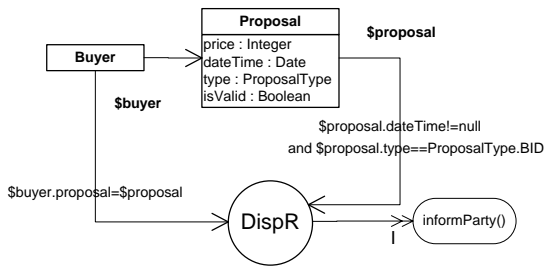 Proposal
$proposal
price : Integer
dateTime : Date
type : ProposalType
isValid : Boolean
Buyer
$buyer
$proposal.dateTime!=null
and $proposal.type==ProposalType.BID
$buyer.proposal=$proposal
DispR
informParty()
I